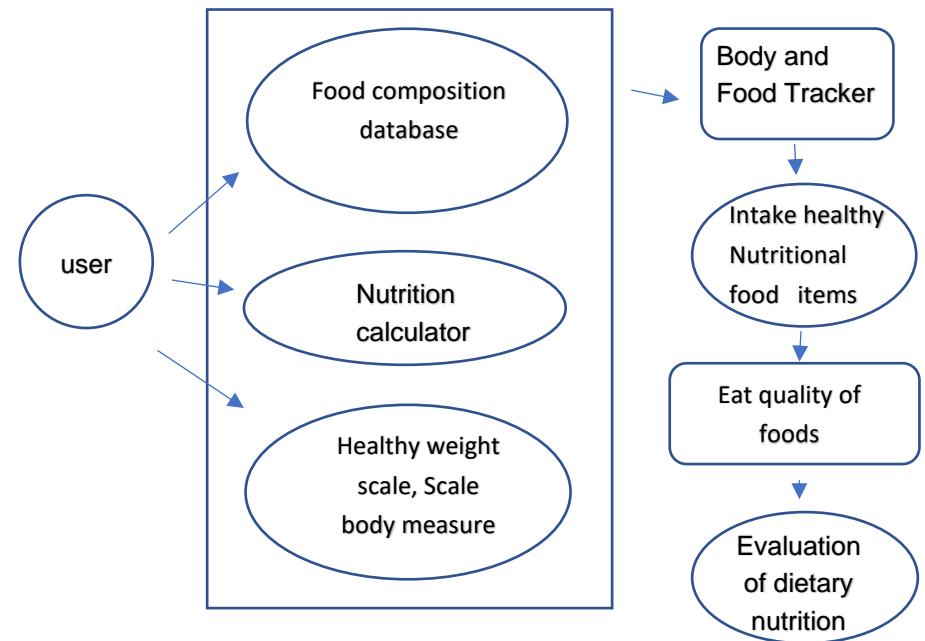 user
Food composition
database
Nutrition
calculator
Healthy weight
scale, Scale
body measure
Body and
Food Tracker
Intake healthy
Nutritional
food items
Eat quality of
foods
Evaluation
of dietary
nutrition